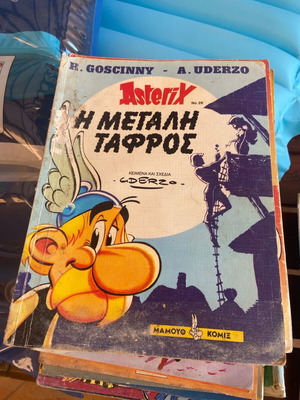 R. GOSCINNY - A. UDERZO
Asterix
Η ΜΕΓΑΛΗ
ΤΑΦΡΟΣ
ΚΕΙΜΕΝΑ ΚΑΙ ΣΧΕΔΙΑ
UDERZO
ΜΑΜΟΥΘ ΚΟΜΙΞ